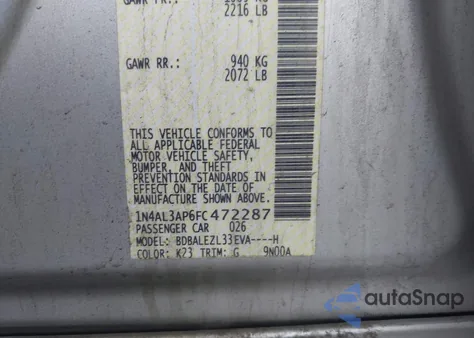 2216 LB
GAWR RR.: 940 KG
2072 LB
THIS VEHICLE CONFORMS TO
ALL APPLICABLE FEDERAL
MOTOR VEHICLE SAFETY,
BUMPER, AND THEFT
PREVENTION STANDARDS IN
EFFECT ON THE DATE OF
MANUFACTURE SHOWN ABOVE.
1N4AL3AP6FC472287
PASSENGER CAR 026
MODEL: BDBALEZL33EVA----H
COLOR: K23 TRIM: G 9N00A
autoSnap